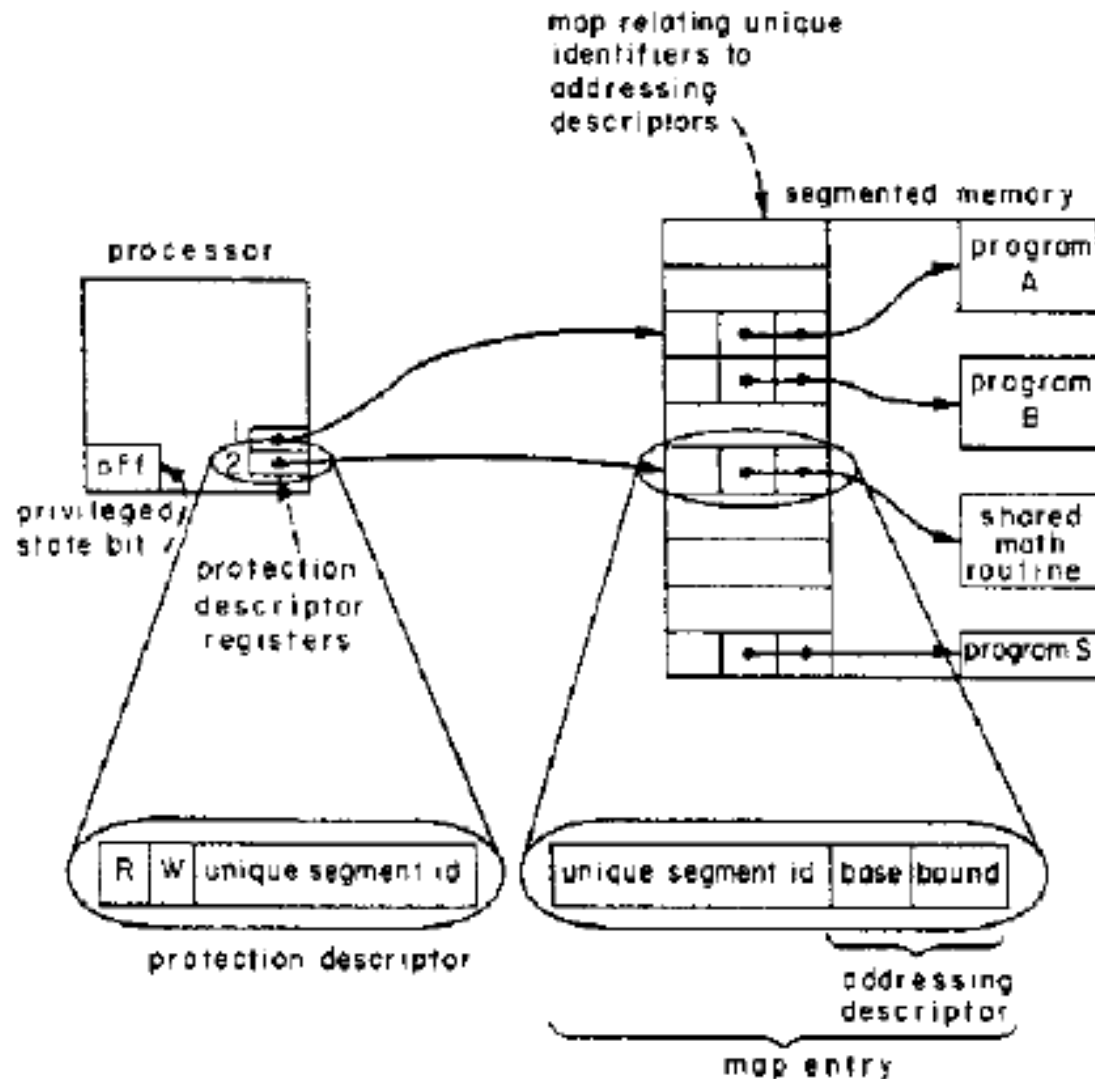 map relating unique
identifiers to
addressing
descriptors
segmented memory
processor
program
A
program
B
1
2
off
privileged
state bit
protection
descriptor
registers
shared
math
routine
program S
R W unique segment id
unique segment id base bound
protection descriptor
addressing
descriptor
map entry